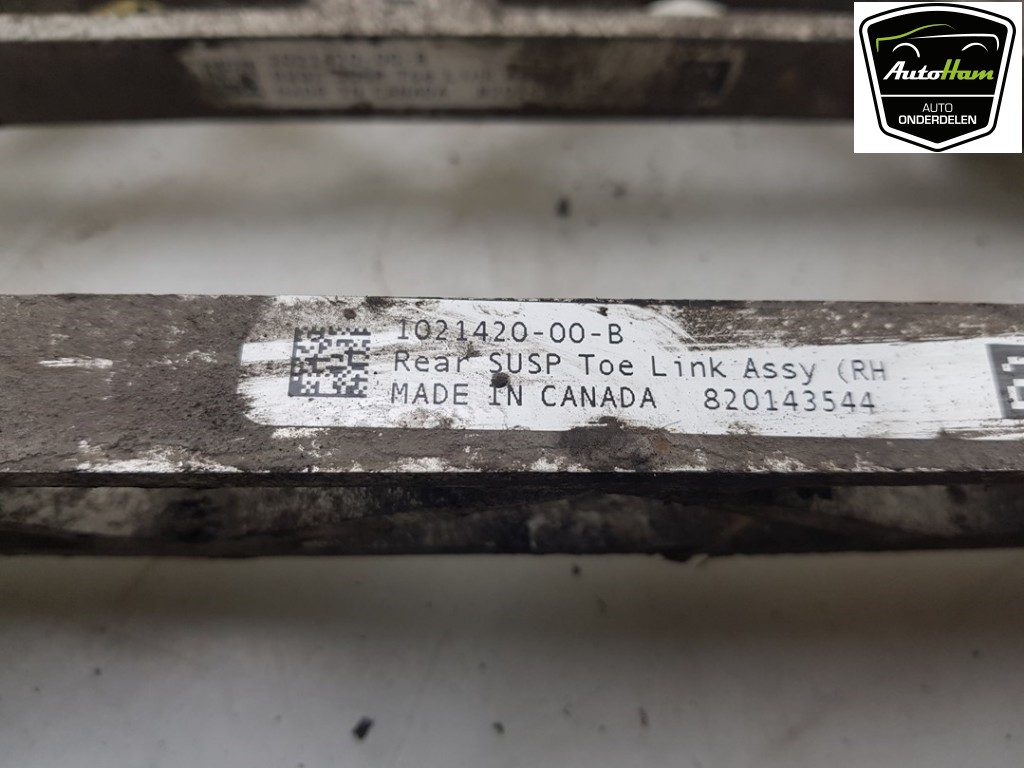 AutoHam
AUTO
ONDERDELEN
1021420-00-B
Rear SUSP Toe Link Assy (RH
MADE IN CANADA 820143544